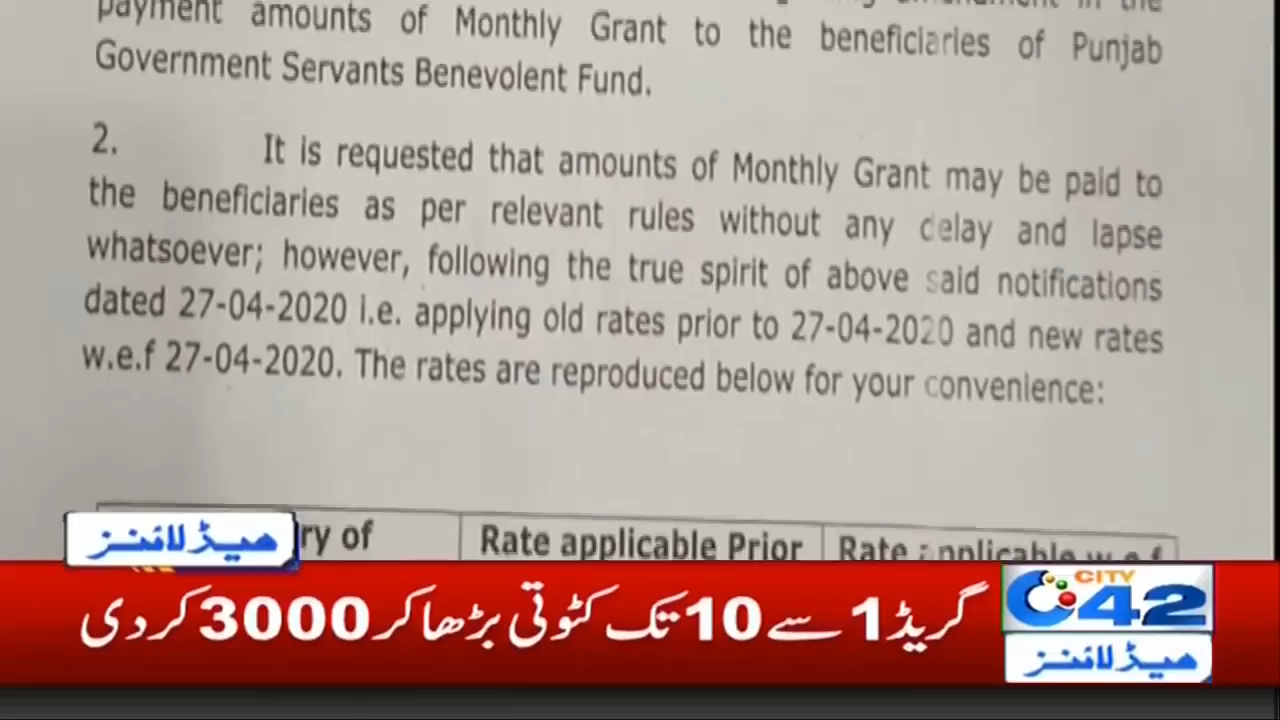 payment amounts of Monthly Grant to the beneficiaries of Punjab
Government Servants Benevolent Fund.
2. It is requested that amounts of Monthly Grant may be paid to
the beneficiaries as per relevant rules without any delay and lapse
whatsoever; however, following the true spirit of above said notifications
dated 27-04-2020 i.e. applying old rates prior to 27-04-2020 and new rates
w.e.f 27-04-2020. The rates are reproduced below for your convenience:
ry of
Rate applicable Prior
Rate applicable w.e.f
ہیڈلائنز
گریڈ 1 سے 10 تک کٹوتی بڑھا کر 3000 کر دی
CITY
42
ہیڈلائنز